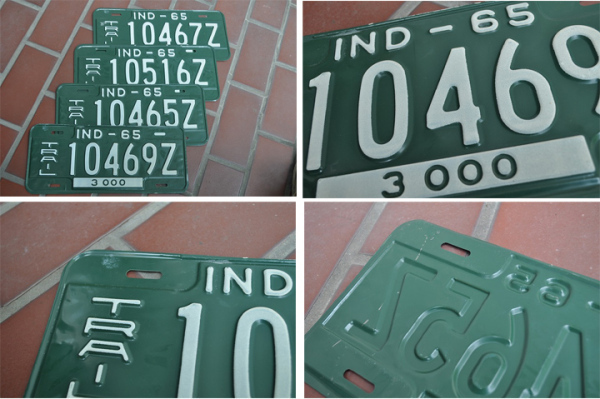 IND - 65
TRAIL
10467Z
IND - 65
TRAIL
10516Z
IND - 65
TRAIL
10465Z
IND - 65
TRAIL
10469Z
3 000
IND - 65
10469
3 000
IND
TRAIL
10